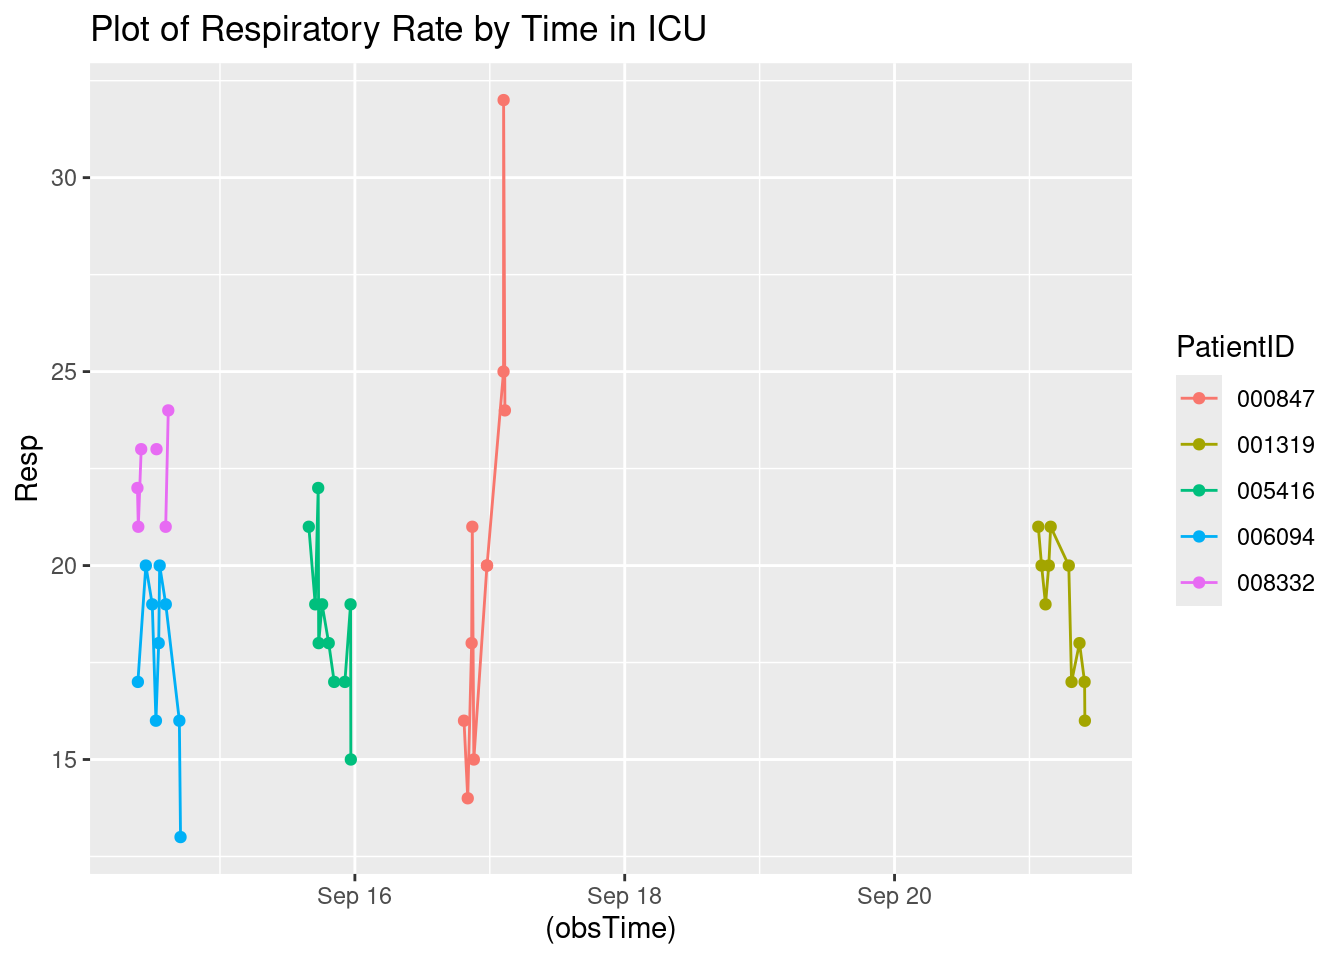 Plot of Respiratory Rate by Time in ICU
30
25
20
15
Resp
Sep 16
Sep 18
Sep 20
(obsTime)
PatientID
000847
001319
005416
006094
008332